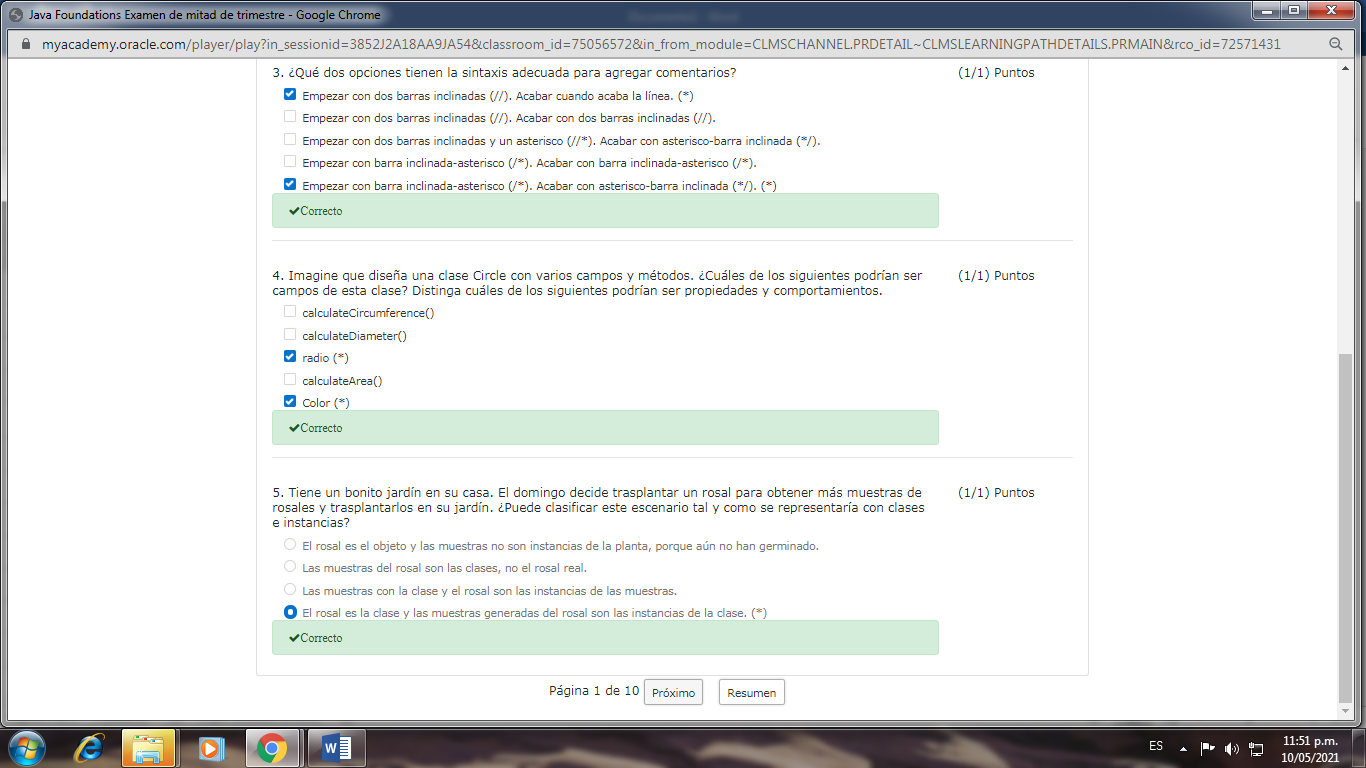 Java Foundations Examen de mitad de trimestre - Google Chrome
myacademy.oracle.com/player/play?in_sessionid=3852J2A18AA9JA54&classroom_id=75056572&in_from_module=CLMSCHANNEL.PRDETAIL~CLMSLEARNINGPATHDETAILS.PRMAIN&rco_id=72571431
3. ¿Qué dos opciones tienen la sintaxis adecuada para agregar comentarios? (1/1) Puntos
Empezar con dos barras inclinadas (//). Acabar cuando acaba la línea. (*)
Empezar con dos barras inclinadas (//). Acabar con dos barras inclinadas (//).
Empezar con dos barras inclinadas y un asterisco (//*). Acabar con asterisco-barra inclinada (*/).
Empezar con barra inclinada-asterisco (/*). Acabar con barra inclinada-asterisco (/*).
Empezar con barra inclinada-asterisco (/*). Acabar con asterisco-barra inclinada (*/). (*)
Correcto
4. Imagine que diseña una clase Circle con varios campos y métodos. ¿Cuáles de los siguientes podrían ser (1/1) Puntos
campos de esta clase? Distinga cuáles de los siguientes podrían ser propiedades y comportamientos.
calculateCircumference()
calculateDiameter()
radio (*)
calculateArea()
Color (*)
Correcto
5. Tiene un bonito jardín en su casa. El domingo decide trasplantar un rosal para obtener más muestras de (1/1) Puntos
rosales y trasplantarlos en su jardín. ¿Puede clasificar este escenario tal y como se representaría con clases
e instancias?
El rosal es el objeto y las muestras no son instancias de la planta, porque aún no han germinado.
Las muestras del rosal son las clases, no el rosal real.
Las muestras con la clase y el rosal son las instancias de las muestras.
El rosal es la clase y las muestras generadas del rosal son las instancias de la clase. (*)
Correcto
Página 1 de 10 Próximo Resumen
ES
11:51 p.m.
10/05/2021